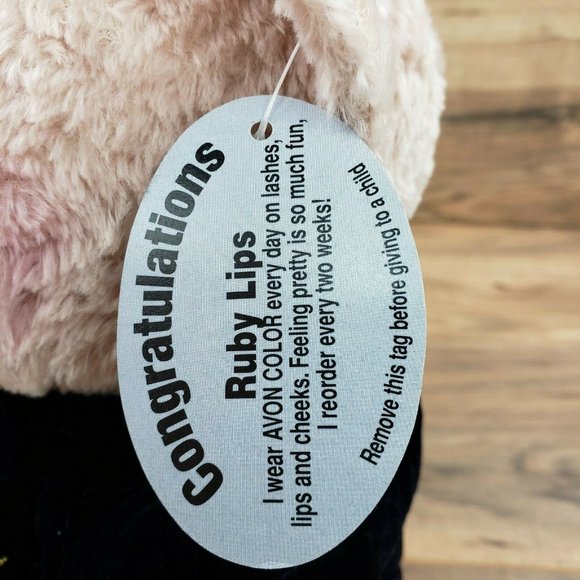 Congratulations
Ruby Lips
I wear AVON COLOR every day on lashes,
lips and cheeks. Feeling pretty is so much fun,
I reorder every two weeks!
Remove this tag before giving to a child